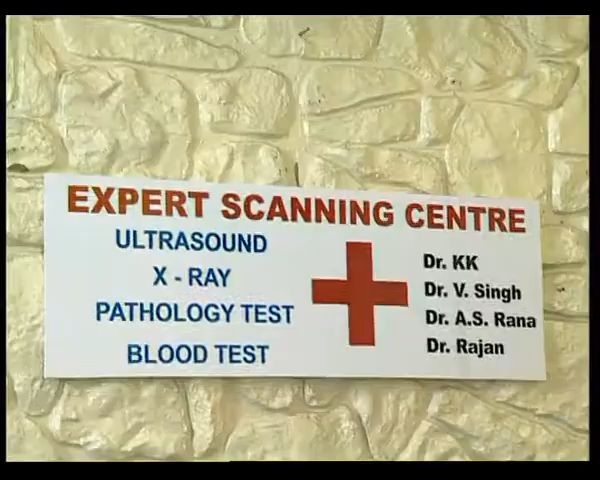 EXPERT SCANNING CENTRE
ULTRASOUND
X - RAY
PATHOLOGY TEST
BLOOD TEST
Dr. KK
Dr. V. Singh
Dr. A.S. Rana
Dr. Rajan